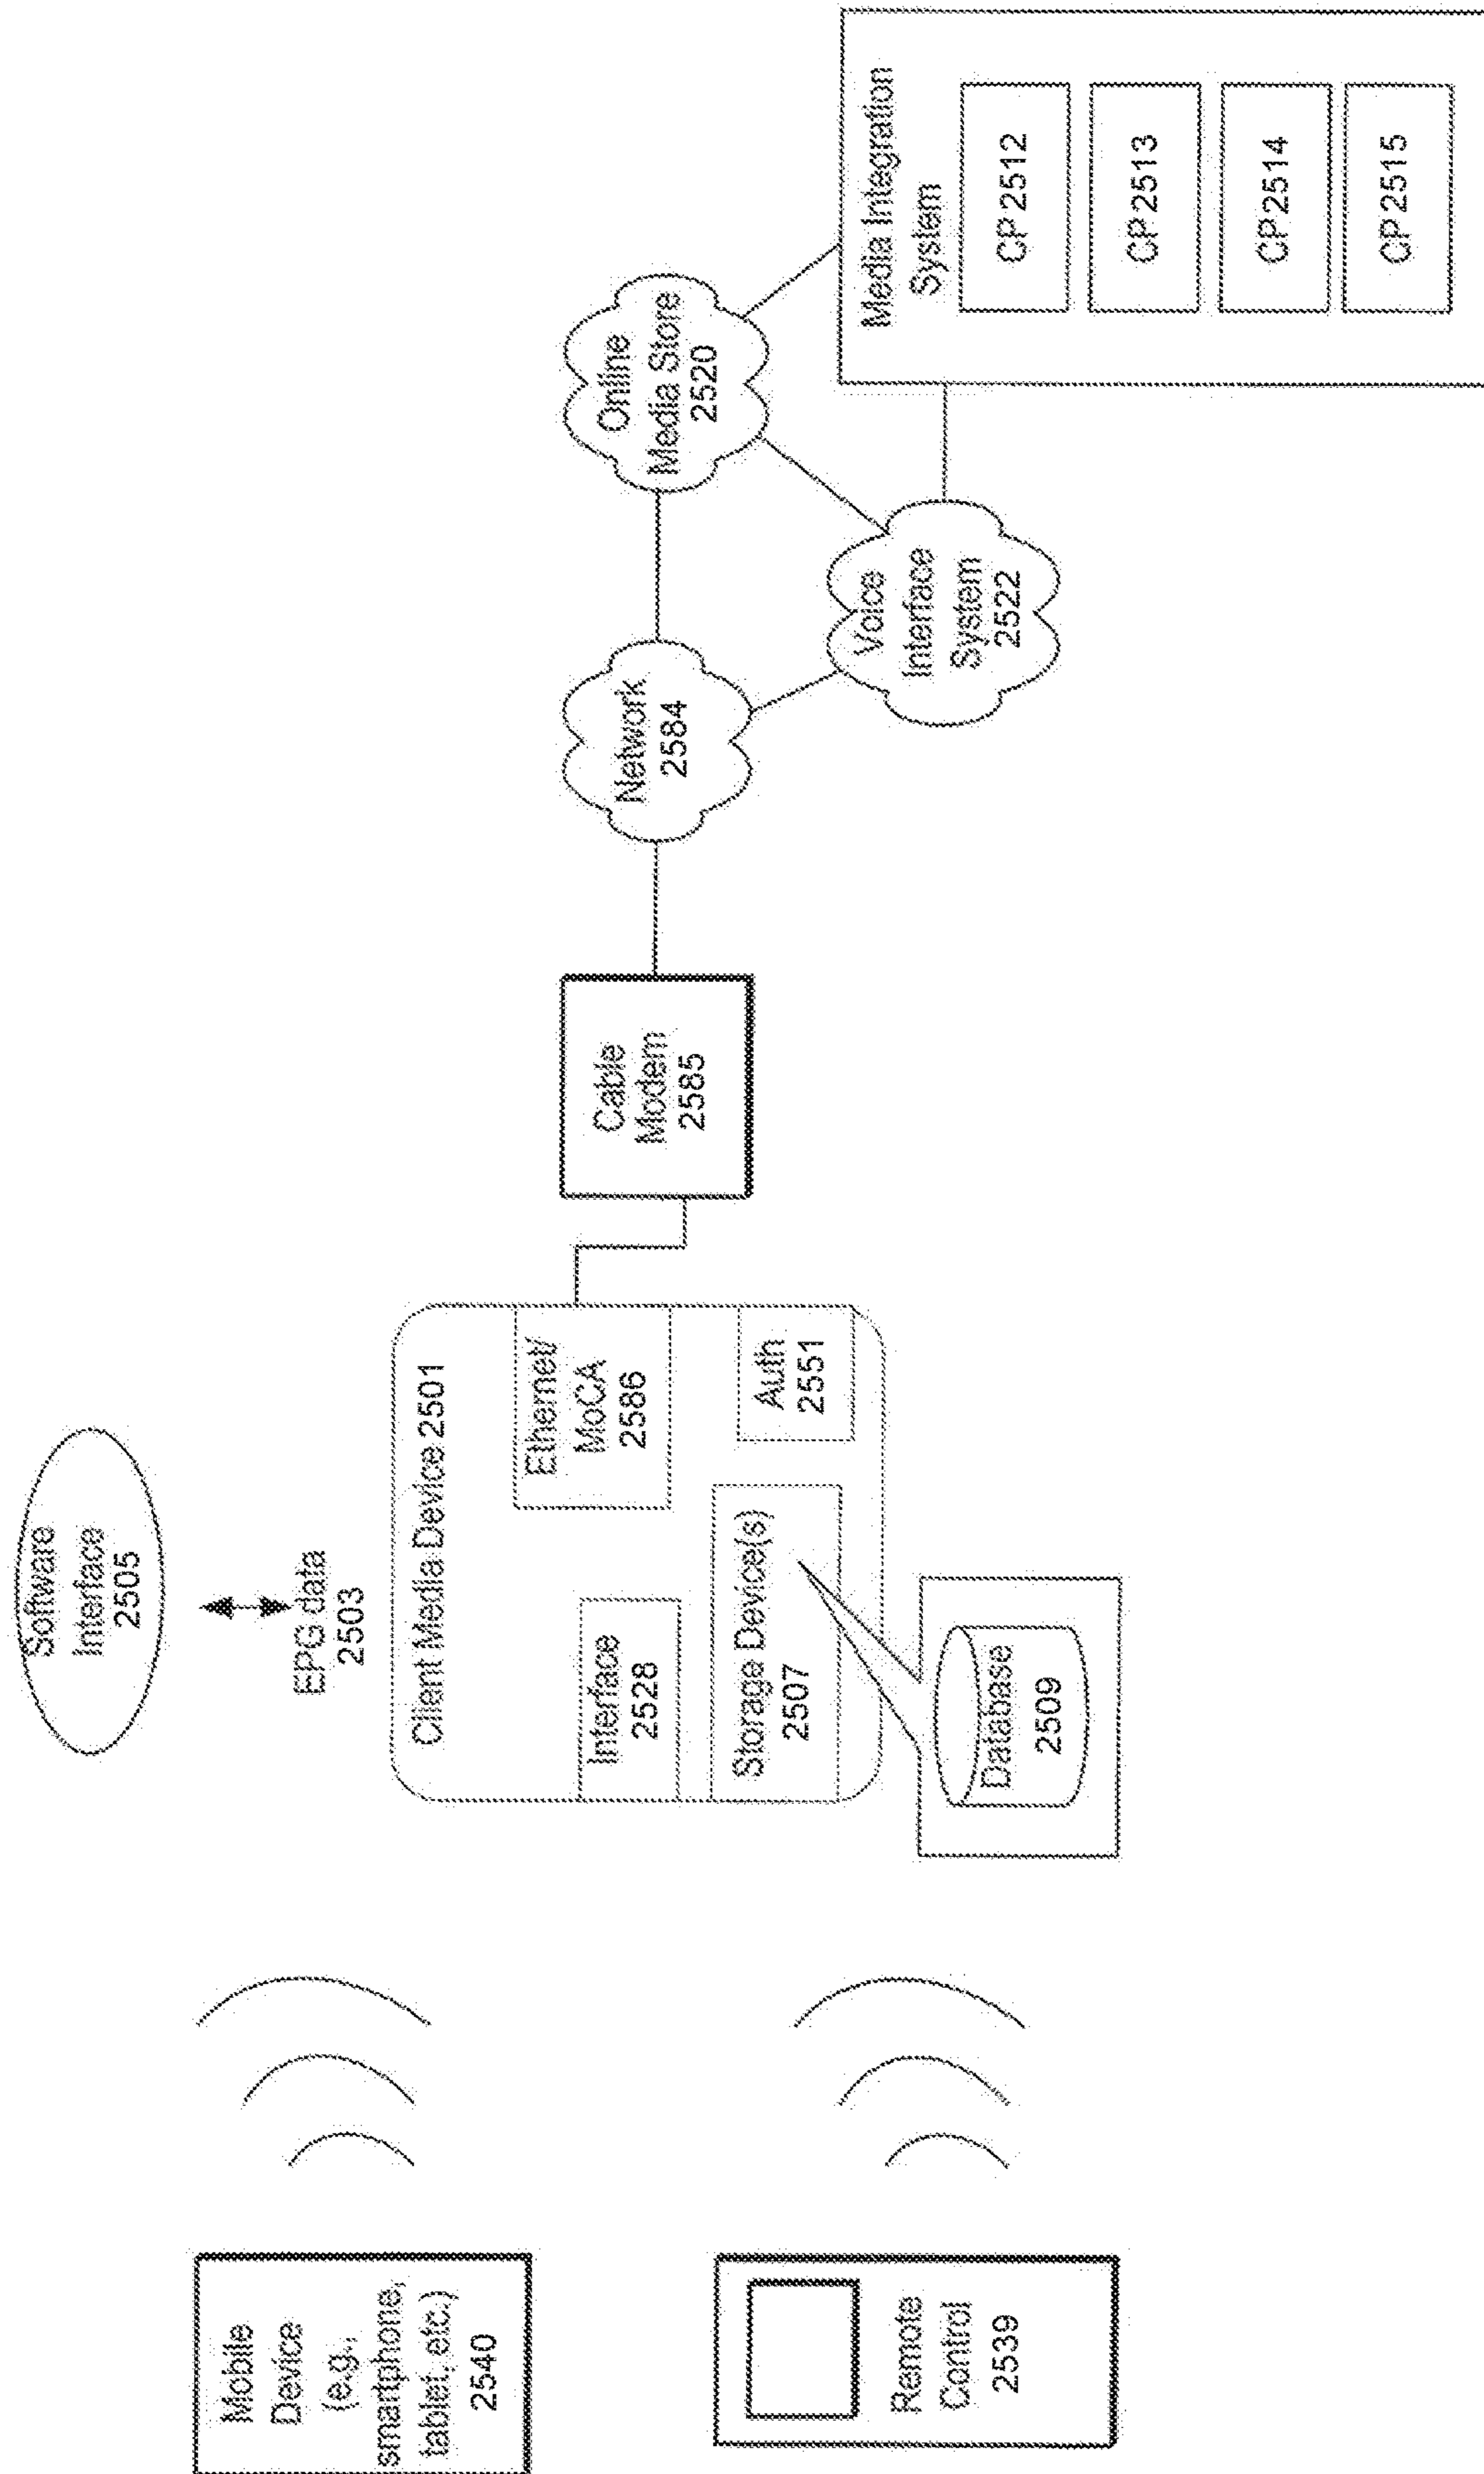 Software
Interface
2505
EPG data
2503
Mobile
Device
(e.g.,
smartphone,
tablet, etc.)
2540
Remote
Control
2539
Client Media Device 2501
Interface
2528
Ethernet/
MoCA
2586
Storage Device(s)
2507
Auth
2551
Database
2509
Cable
Modem
2585
Network
2584
Online
Media Store
2520
Voice
Interface
System
2522
Media Integration
System
CP 2512
CP 2513
CP 2514
CP 2515